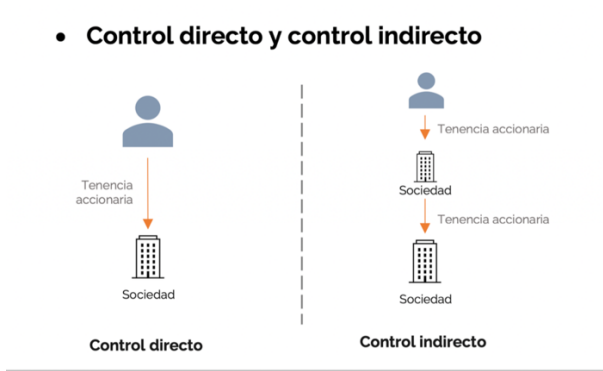 • Control directo y control indirecto
Tenencia
accionaria
Sociedad
Control directo
Tenencia accionaria
Sociedad
Tenencia accionaria
Sociedad
Control indirecto